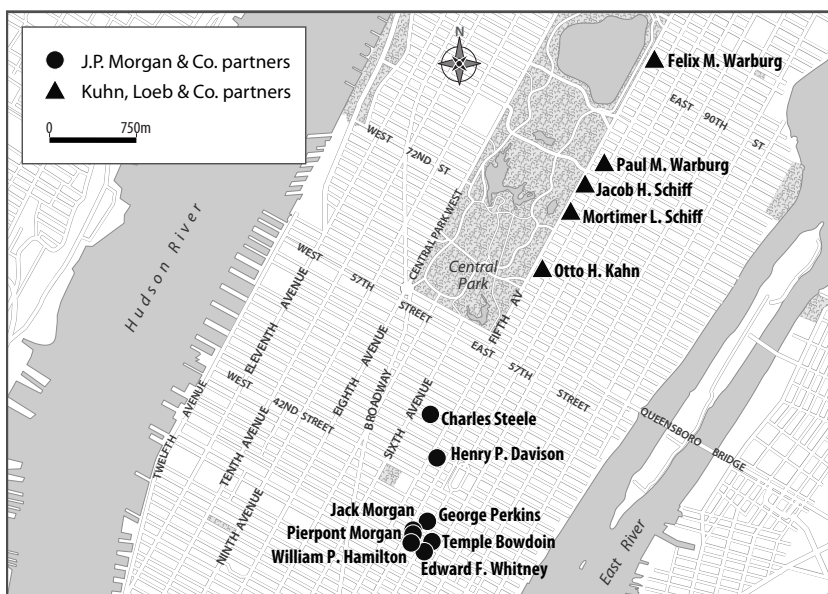 J.P. Morgan & Co. partners
Kuhn, Loeb & Co. partners
0 750m
N
Felix M. Warburg
EAST 90TH ST
WEST 72ND ST
Paul M. Warburg
Jacob H. Schiff
Mortimer L. Schiff
CENTRAL PARK WEST
Hudson River
Central
Park
Otto H. Kahn
WEST 57TH STREET
EAST 57TH STREET
FIFTH AV
ELEVENTH AVENUE
EIGHTH AVENUE
BROADWAY
SIXTH AVENUE
WEST 42ND STREET
TWELFTH AVENUE
TENTH AVENUE
NINTH AVENUE
QUEENSBORO BRIDGE
Charles Steele
Henry P. Davison
Jack Morgan
George Perkins
Pierpont Morgan
Temple Bowdoin
William P. Hamilton
Edward F. Whitney
East River